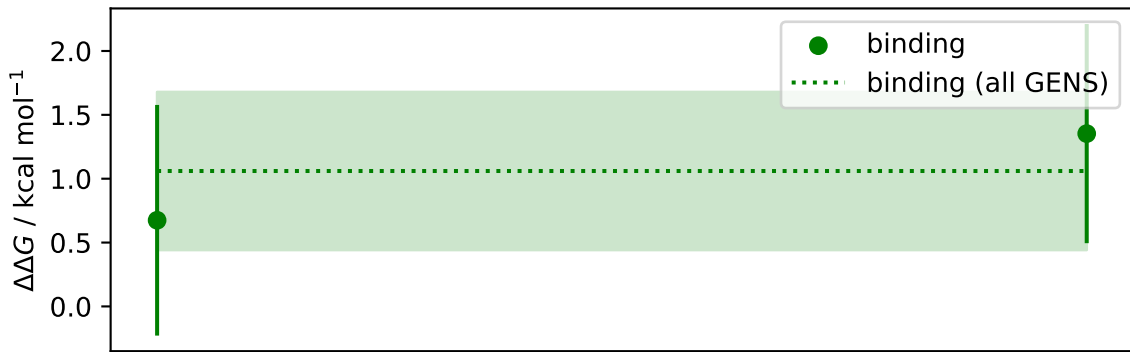 2.0
1.5
1.0
0.5
0.0
ΔΔG / kcal mol⁻¹
binding
binding (all GENS)